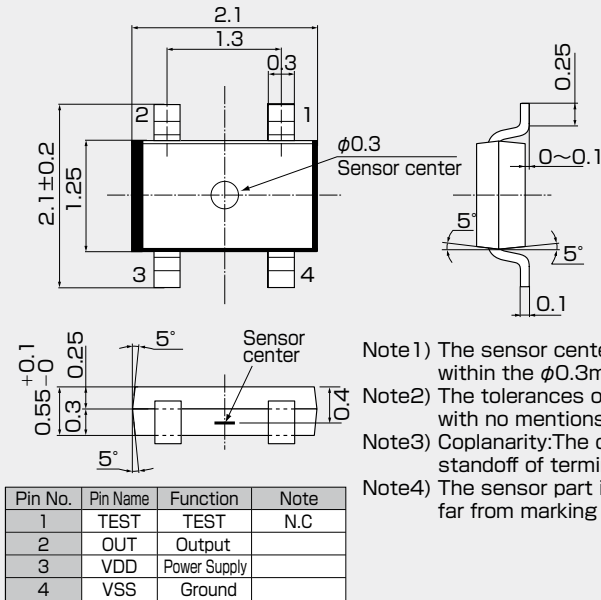 2.1
1.3
0.3
2
1
2.1±0.2
1.25
φ0.3
Sensor center
3
4
0.25
0~0.1
5°
5°
0.1
5°
Sensor
center
0.55 +0.1 -0
0.25
0.3
0.4
5°
Note1) The sensor cente
within the φ0.3m
Note2) The tolerances o
with no mentions
Note3) Coplanarity:The
standoff of termi
Note4) The sensor part i
far from marking
Pin No. Pin Name Function Note
1 TEST TEST N.C
2 OUT Output
3 VDD Power Supply
4 VSS Ground